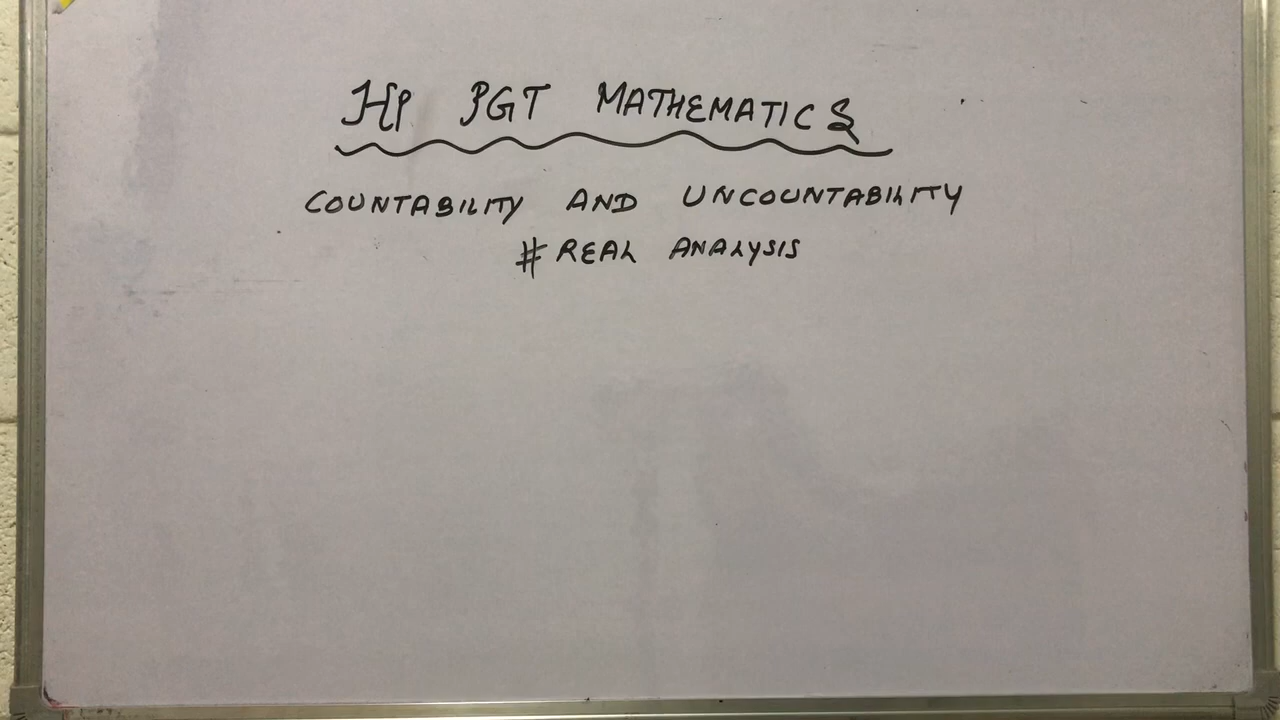 HP PGT MATHEMATICS
COUNTABILITY AND UNCOUNTABILITY
# REAL ANALYSIS